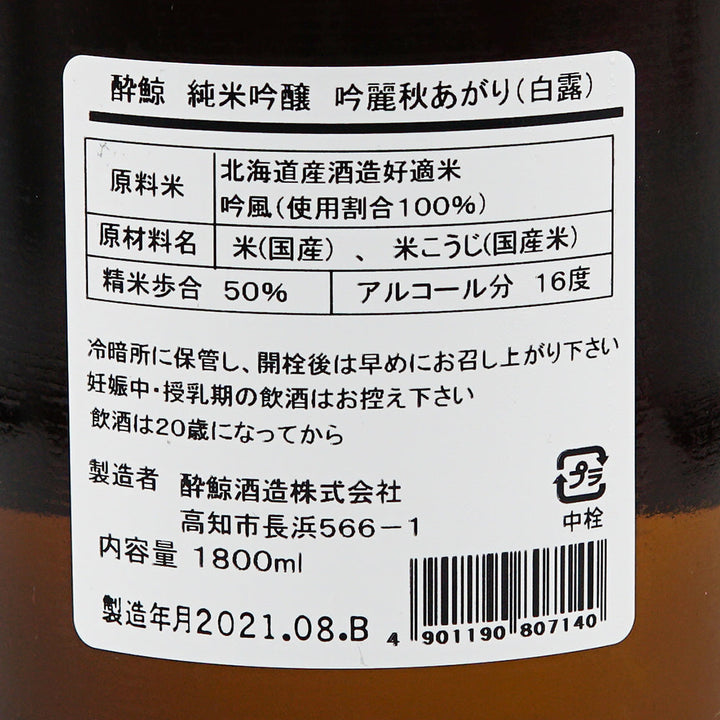 酔鯨 純米吟醸 吟麗秋あがり(白露)
原料米 北海道産酒造好適米
吟風(使用割合100%)
原材料名 米(国産) 、 米こうじ(国産米)
精米歩合 50% アルコール分 16度
冷暗所に保管し、開栓後は早めにお召し上がり下さい
妊娠中・授乳期の飲酒はお控え下さい
飲酒は20歳になってから
製造者 酔鯨酒造株式会社
高知市長浜566-1
プラ
中栓
内容量 1800ml
製造年月2021.08.B
4 901190 807140